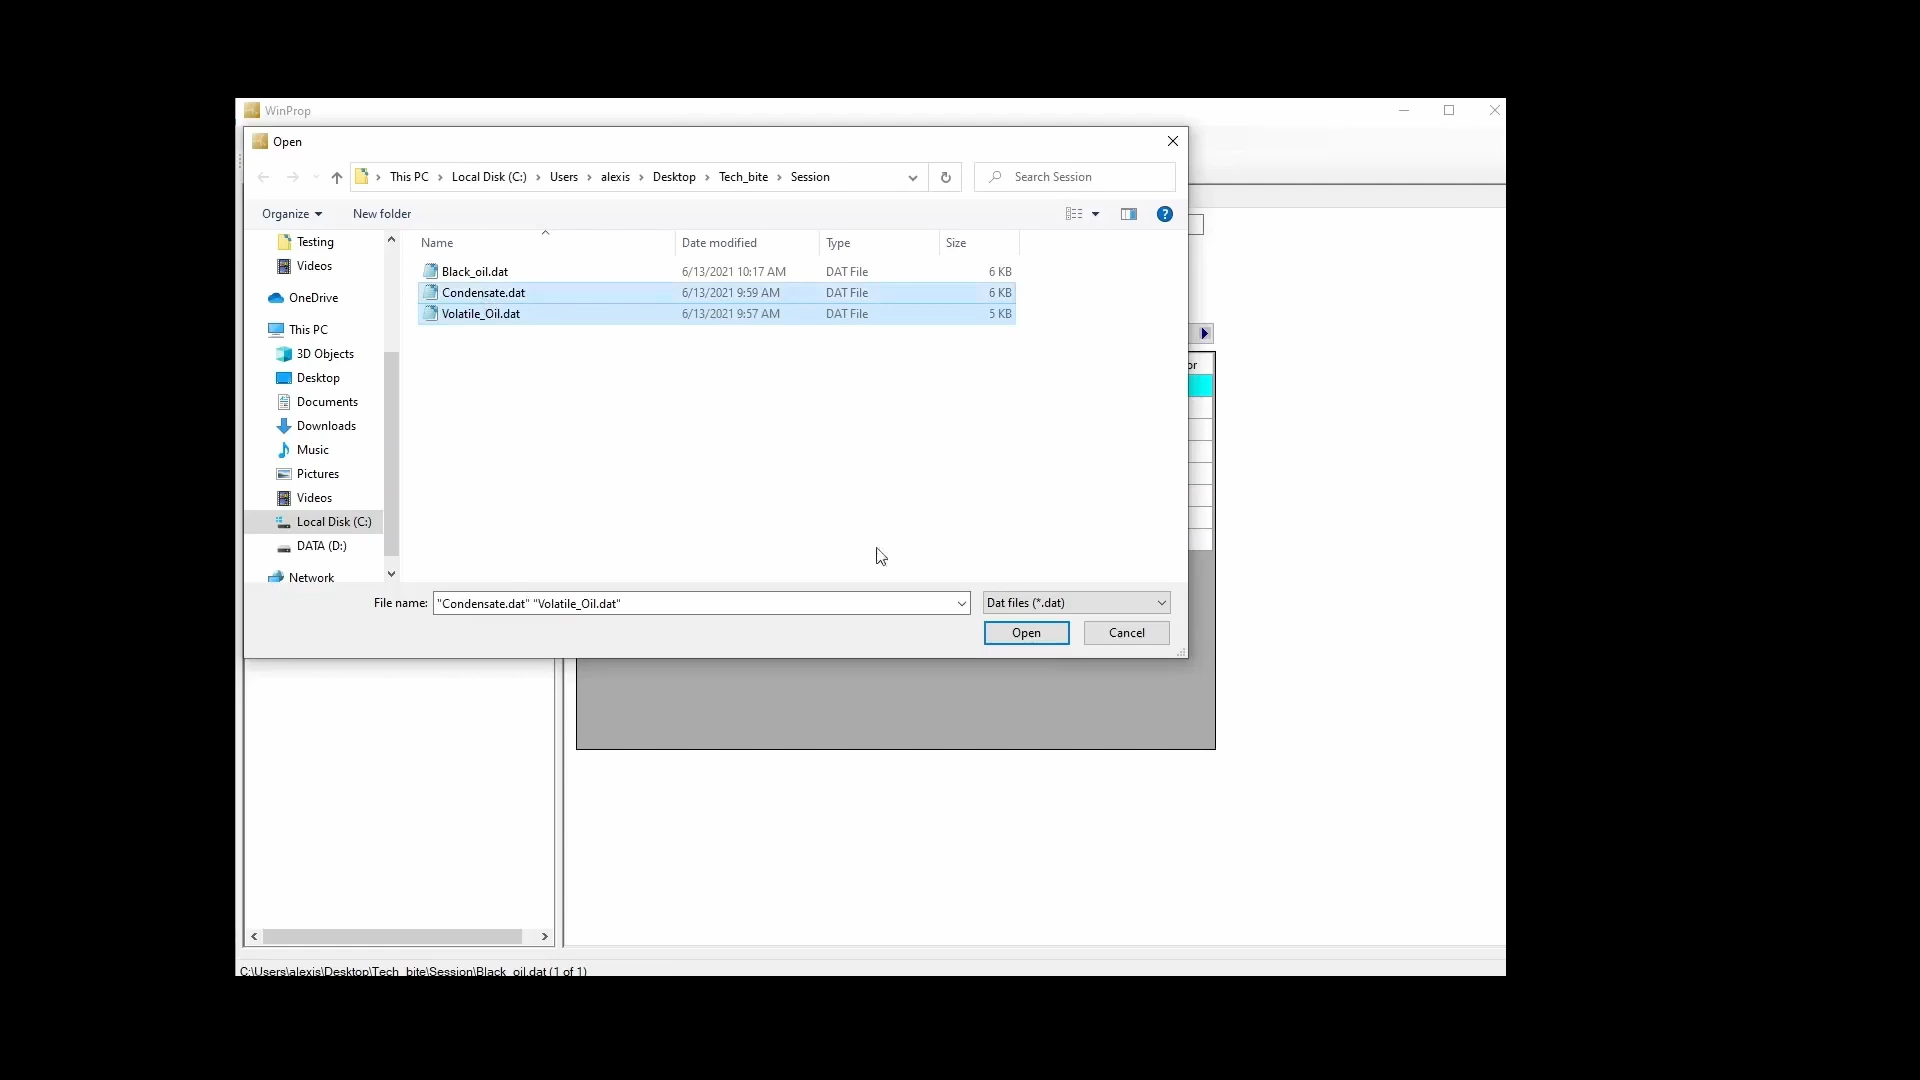 WinProp
Open
This PC > Local Disk (C:) > Users > alexis > Desktop > Tech_bite > Session
Search Session
Organize
New folder
Testing
Videos
OneDrive
This PC
3D Objects
Desktop
Documents
Downloads
Music
Pictures
Videos
Local Disk (C:)
DATA (D:)
Network
Name Date modified Type Size
Black_oil.dat 6/13/2021 10:17 AM DAT File 6 KB
Condensate.dat 6/13/2021 9:59 AM DAT File 6 KB
Volatile_Oil.dat 6/13/2021 9:57 AM DAT File 5 KB
or
File name: "Condensate.dat" "Volatile_Oil.dat"
Dat files (*.dat)
Open
Cancel
C:\Users\alexis\Desktop\Tech_bite\Session\Black_oil.dat (1 of 1)